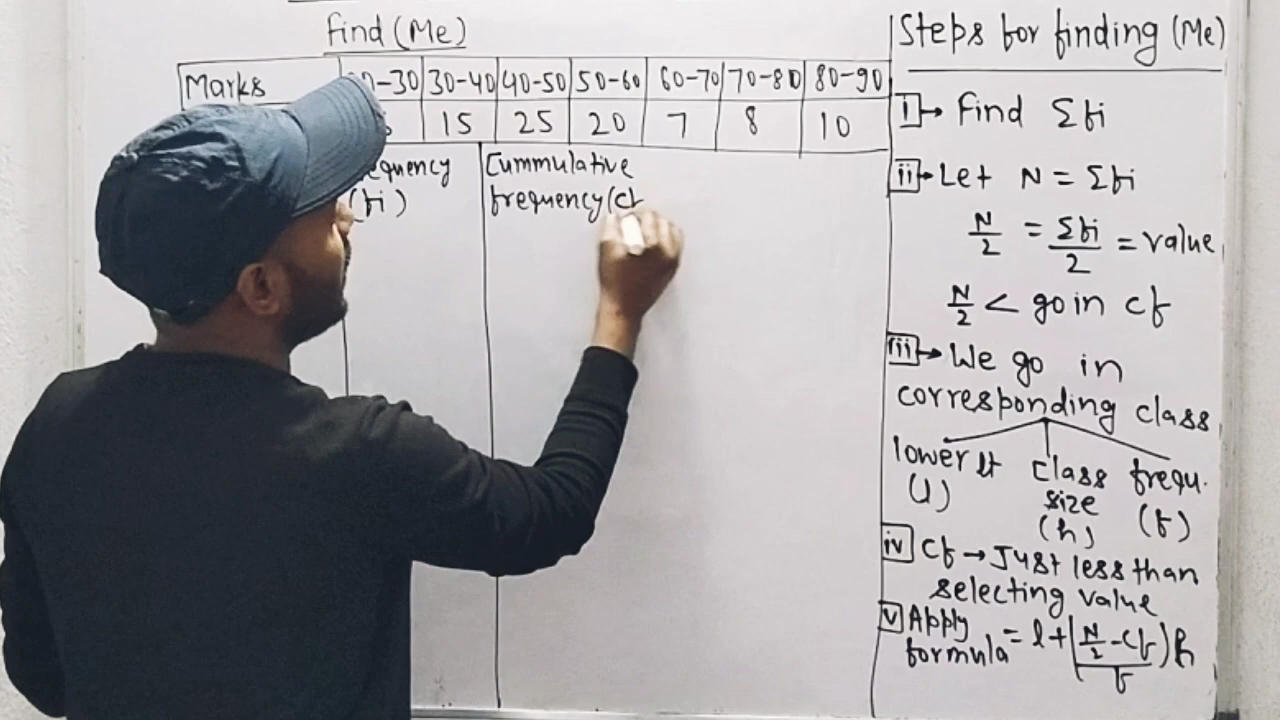 Find (Me)
Marks -30 30-40 40-50 50-60 60-70 70-80 80-90
15 25 20 7 8 10
equency Cummulative
(fi) frequency (cf
Steps for finding (Me)
i → Find Σfi
ii → Let N = Σfi
N/2 = Σfi/2 = value
N/2 < go in cf
iii → We go in
corresponding class
lower lt class frequ.
(l) size (f)
(h)
iv Cf → Just less than
selecting value
v Apply
formula = l + (N/2 - Cf / f) h